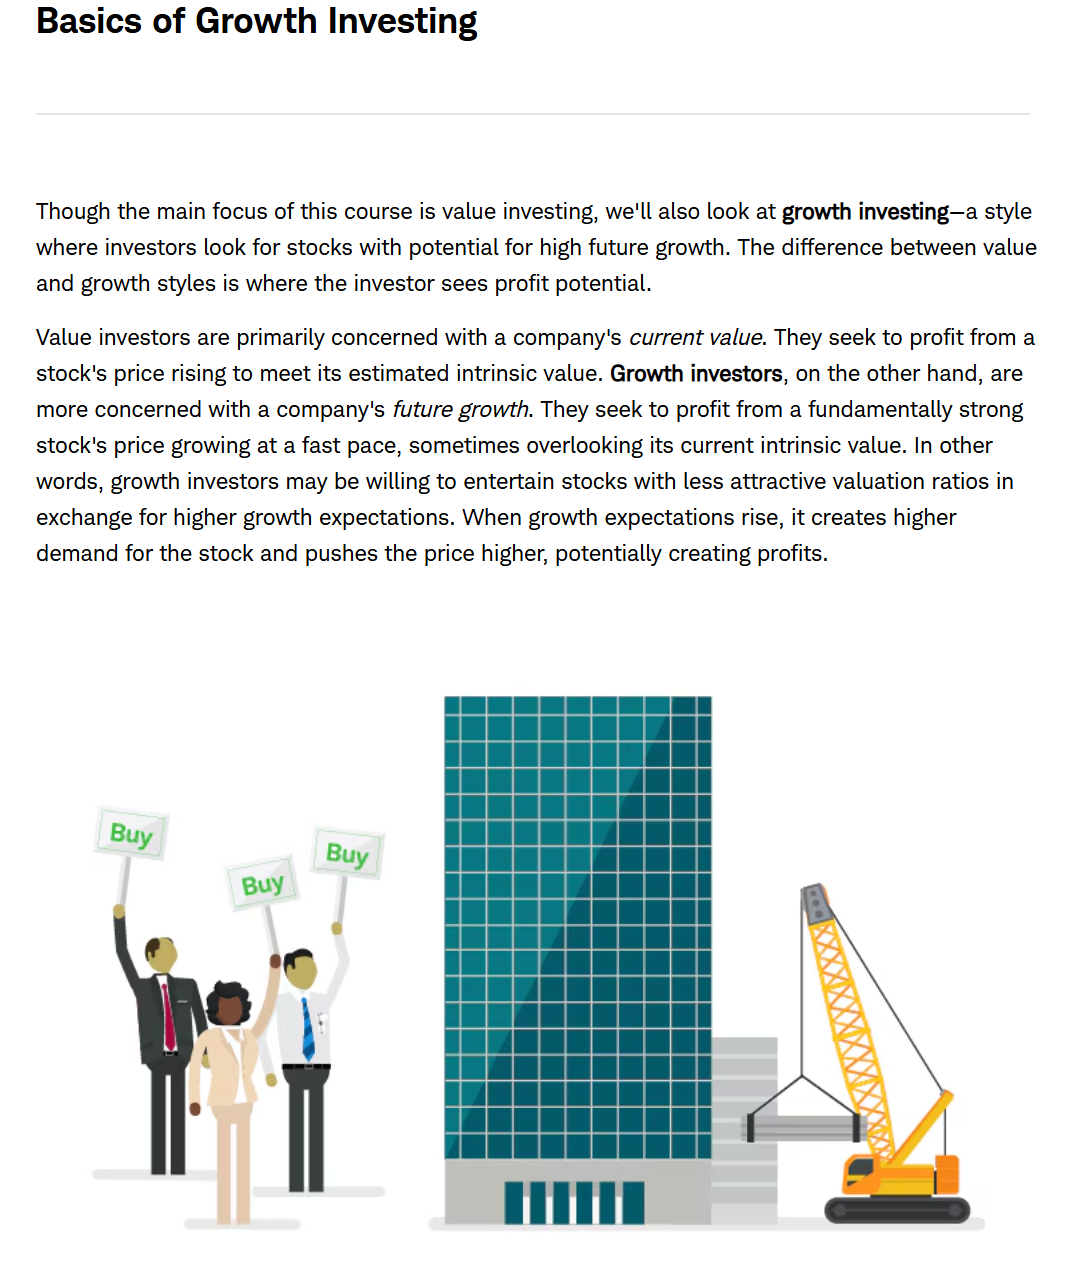 Basics of Growth Investing
Though the main focus of this course is value investing, we'll also look at growth investing—a style
where investors look for stocks with potential for high future growth. The difference between value
and growth styles is where the investor sees profit potential.
Value investors are primarily concerned with a company's current value. They seek to profit from a
stock's price rising to meet its estimated intrinsic value. Growth investors, on the other hand, are
more concerned with a company's future growth. They seek to profit from a fundamentally strong
stock's price growing at a fast pace, sometimes overlooking its current intrinsic value. In other
words, growth investors may be willing to entertain stocks with less attractive valuation ratios in
exchange for higher growth expectations. When growth expectations rise, it creates higher
demand for the stock and pushes the price higher, potentially creating profits.
Buy
Buy
Buy